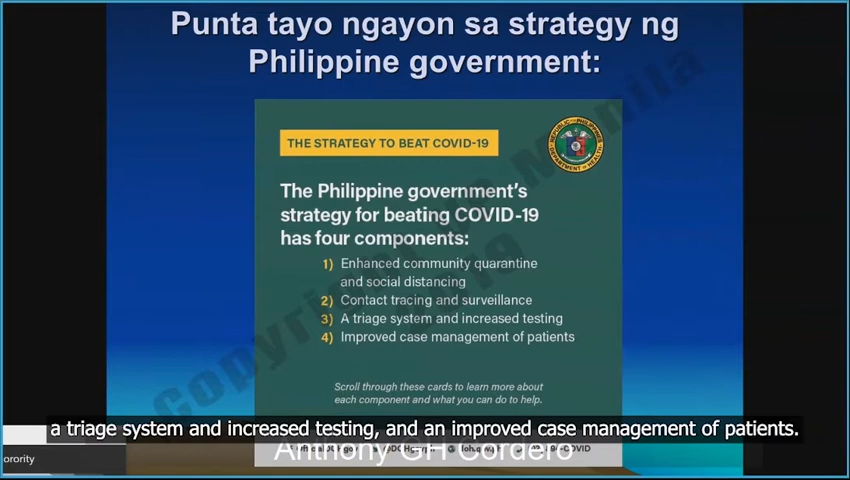 Punta tayo ngayon sa strategy ng
Philippine government:
THE STRATEGY TO BEAT COVID-19
The Philippine government's
strategy for beating COVID-19
has four components:
1) Enhanced community quarantine
and social distancing
2) Contact tracing and surveillance
3) A triage system and increased testing
4) Improved case management of patients
Scroll through these cards to learn more about
each component and what you can do to help.
a triage system and increased testing, and an improved case management of patients.
Anthony GH Cordero
orority